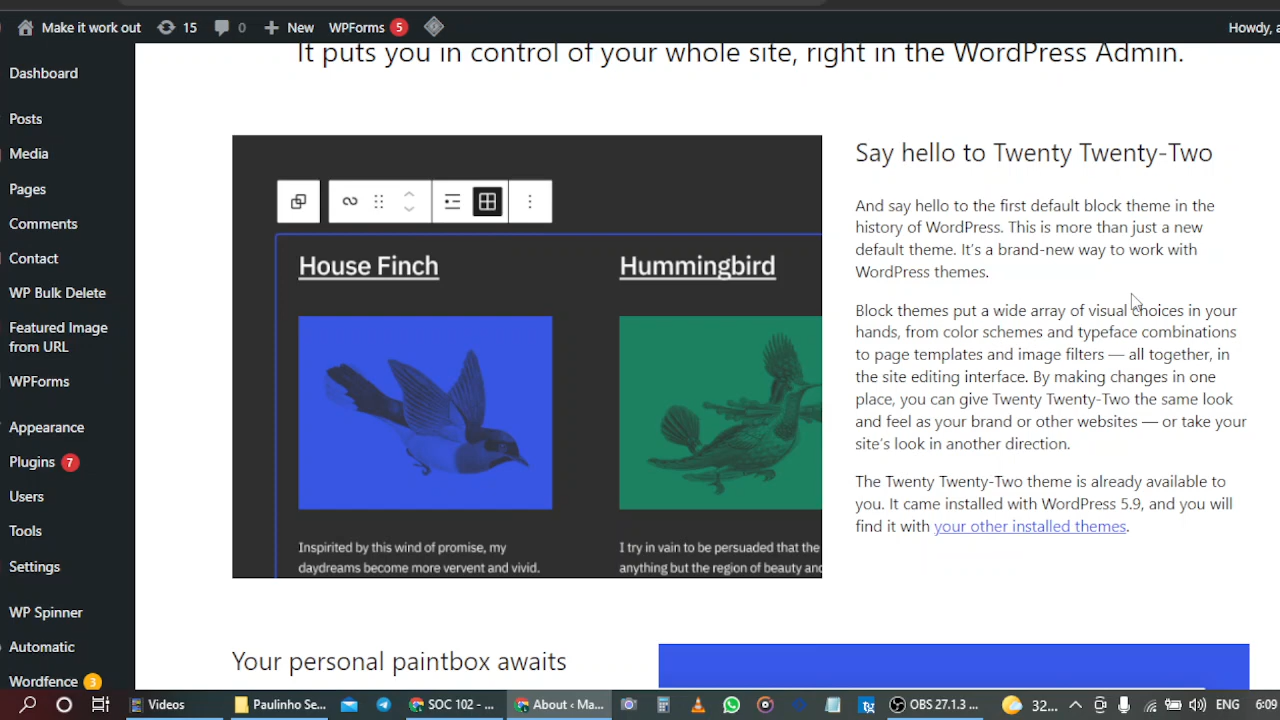 Make it work out 15 0 New WPForms 5 Howdy, a
It puts you in control of your whole site, right in the WordPress Admin.
Dashboard
Posts
Media
Pages
Comments
Contact
WP Bulk Delete
Featured Image
from URL
WPForms
Appearance
Plugins 7
Users
Tools
Settings
WP Spinner
Automatic
Wordfence 3
House Finch
Hummingbird
Inspirited by this wind of promise, my
daydreams become more vervent and vivid.
I try in vain to be persuaded that the
anything but the region of beauty and
Say hello to Twenty Twenty-Two
And say hello to the first default block theme in the
history of WordPress. This is more than just a new
default theme. It’s a brand-new way to work with
WordPress themes.
Block themes put a wide array of visual choices in your
hands, from color schemes and typeface combinations
to page templates and image filters — all together, in
the site editing interface. By making changes in one
place, you can give Twenty Twenty-Two the same look
and feel as your brand or other websites — or take your
site’s look in another direction.
The Twenty Twenty-Two theme is already available to
you. It came installed with WordPress 5.9, and you will
find it with your other installed themes.
Your personal paintbox awaits
Videos Paulinho Se... SOC 102 - ... About ‹ Ma... OBS 27.1.3 ... 32... ENG 6:09